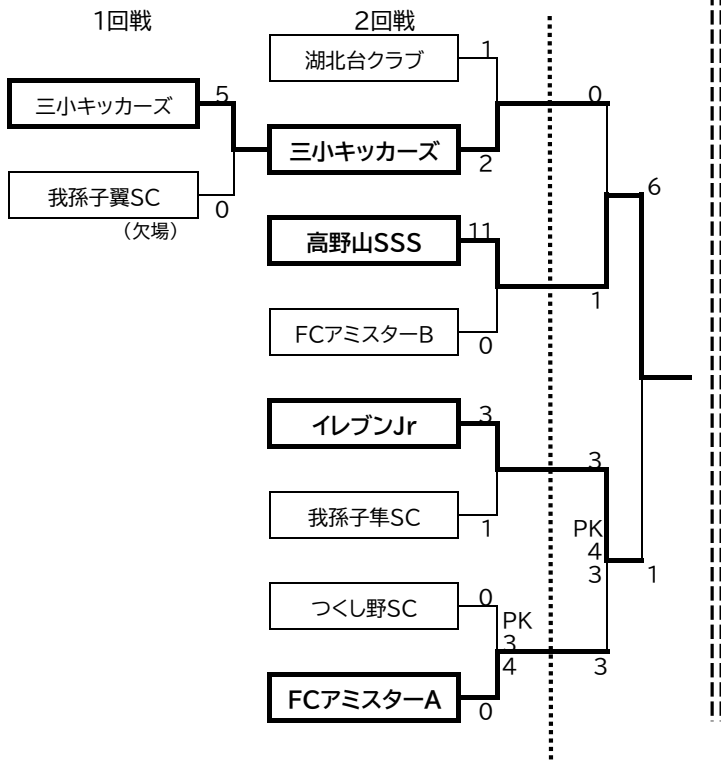 1回戦
2回戦
湖北台クラブ
1
三小キッカーズ
5
0
三小キッカーズ
2
我孫子翼SC
0
（欠場）
6
高野山SSS
11
1
FCアミスターB
0
イレブンJr
3
3
我孫子隼SC
1
PK
4
3
1
つくし野SC
0
PK
3
4
3
FCアミスターA
0